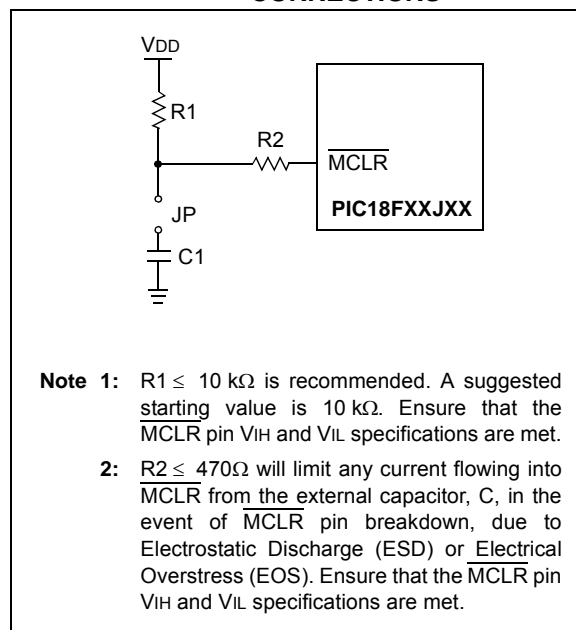 VDD
R1
R2
MCLR
PIC18FXXJXX
JP
C1
Note 1: R1 ≤ 10 kΩ is recommended. A suggested
starting value is 10 kΩ. Ensure that the
MCLR pin VIH and VIL specifications are met.
2: R2 ≤ 470Ω will limit any current flowing into
MCLR from the external capacitor, C, in the
event of MCLR pin breakdown, due to
Electrostatic Discharge (ESD) or Electrical
Overstress (EOS). Ensure that the MCLR pin
VIH and VIL specifications are met.